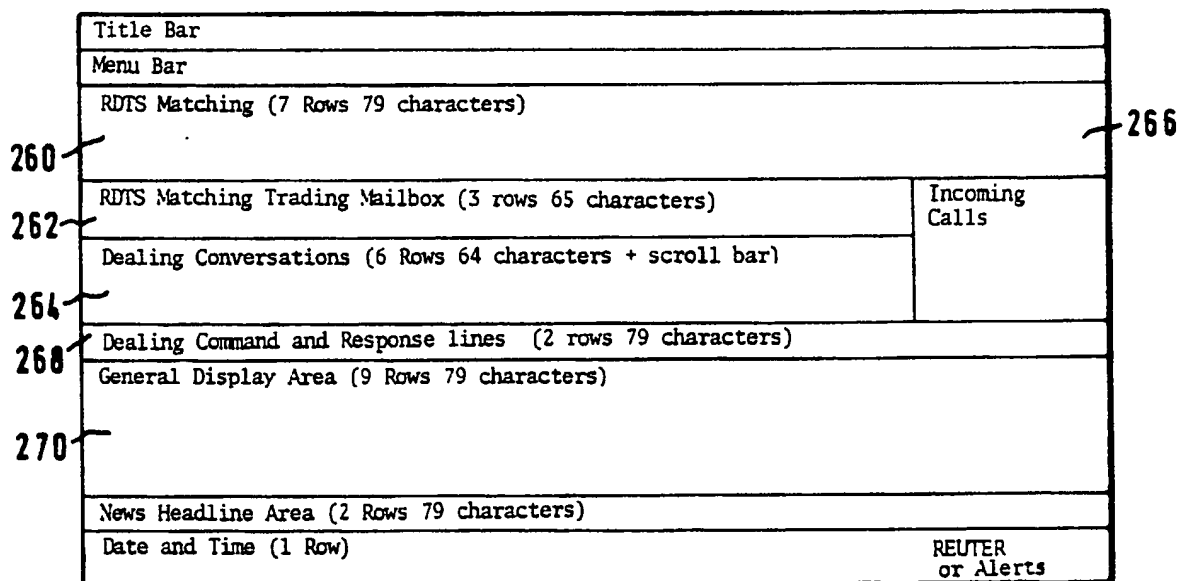 Title Bar
Menu Bar
RDTS Matching (7 Rows 79 characters)
266
260
RDTS Matching Trading Mailbox (3 rows 65 characters)
Incoming
Calls
262
Dealing Conversations (6 Rows 64 characters + scroll bar)
264
Dealing Command and Response lines (2 rows 79 characters)
268
General Display Area (9 Rows 79 characters)
270
News Headline Area (2 Rows 79 characters)
Date and Time (1 Row)
REUTER
or Alerts